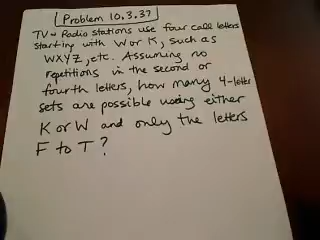 Problem 10.3.37
TV ~ Radio stations use four call letters
starting with W or K, such as
WXYZ, etc. Assuming no
repetitions in the second or
fourth letters, how many 4-letter
sets are possible using either
K or W and only the letters
F to T?